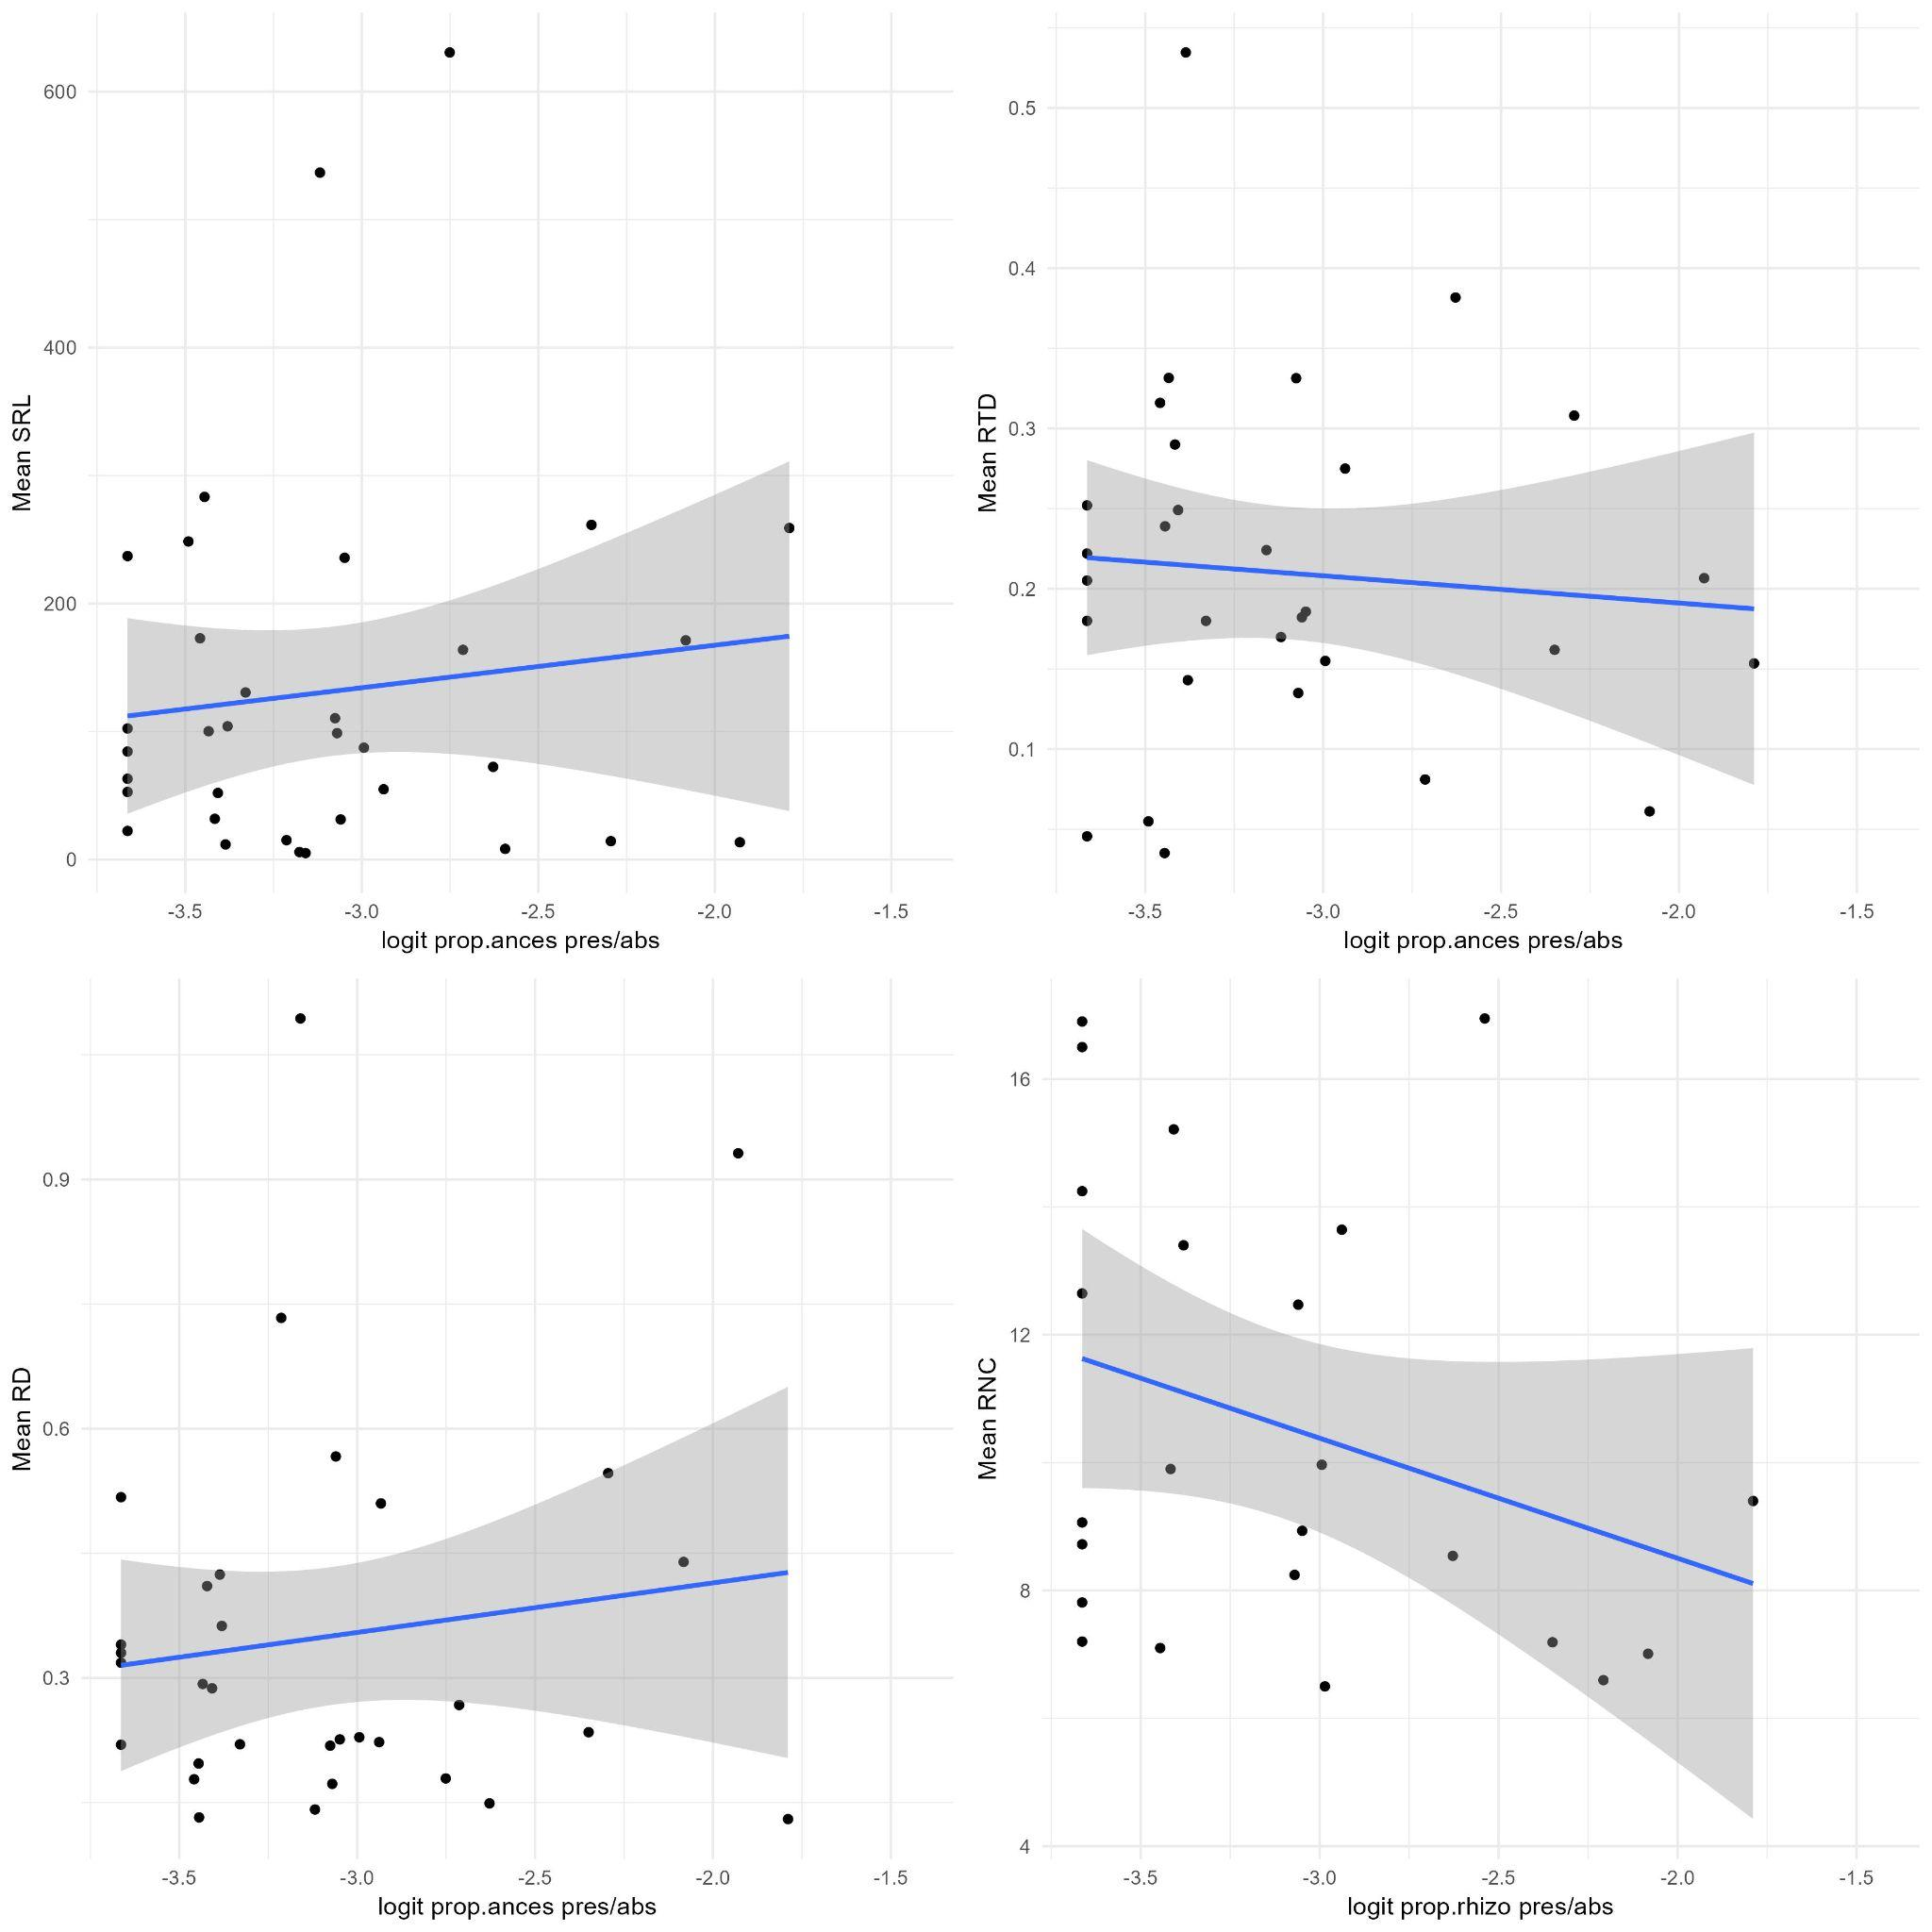 600
400
200
0
Mean SRL
-3.5 -3.0 -2.5 -2.0 -1.5
logit prop.ances pres/abs
0.5
0.4
0.3
0.2
0.1
Mean RTD
-3.5 -3.0 -2.5 -2.0 -1.5
logit prop.ances pres/abs
0.9
0.6
0.3
Mean RD
-3.5 -3.0 -2.5 -2.0 -1.5
logit prop.ances pres/abs
16
12
8
4
Mean RNC
-3.5 -3.0 -2.5 -2.0 -1.5
logit prop.rhizo pres/abs